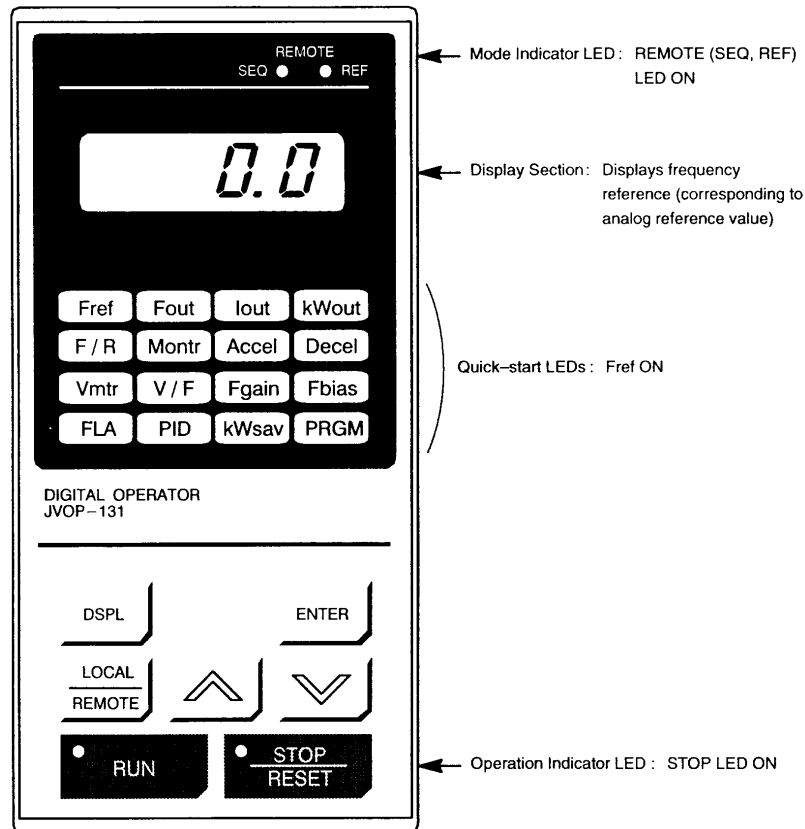 REMOTE
SEQ REF
Mode Indicator LED : REMOTE (SEQ, REF)
LED ON
0.0
Display Section : Displays frequency
reference (corresponding to
analog reference value)
Fref Fout Iout kWout
F / R Montr Accel Decel
Vmtr V / F Fgain Fbias
FLA PID kWsav PRGM
Quick–start LEDs : Fref ON
DIGITAL OPERATOR
JVOP–131
DSPL ENTER
LOCAL
REMOTE
RUN
STOP
RESET
Operation Indicator LED : STOP LED ON